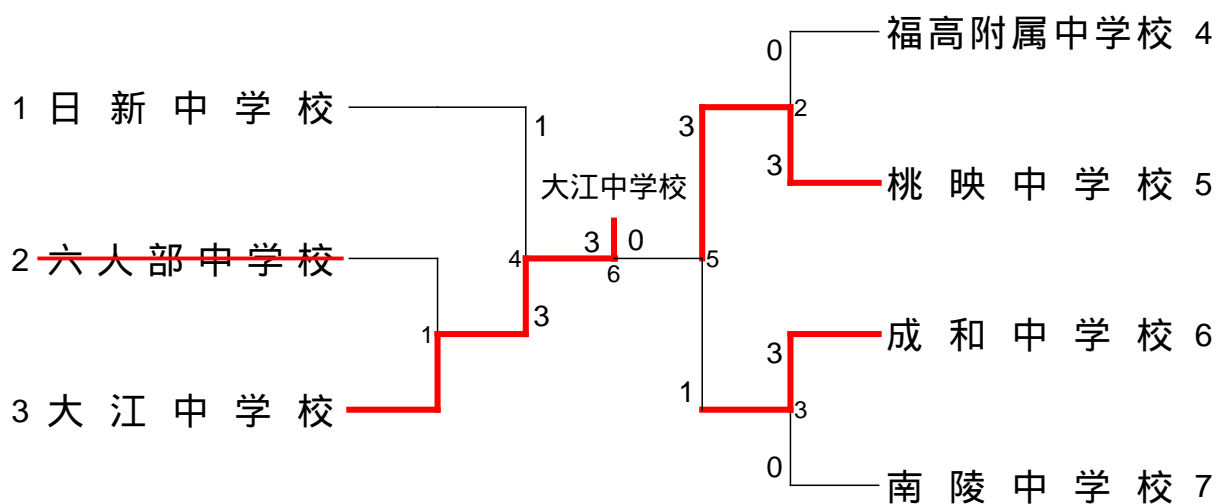 福高附属中学校 4
0
1 日新中学校
3
2
1
3
大江中学校
桃映中学校 5
3 0
2 六人部中学校
4
6
5
3
1
3
成和中学校 6
1
3 大江中学校
3
0
南陵中学校 7